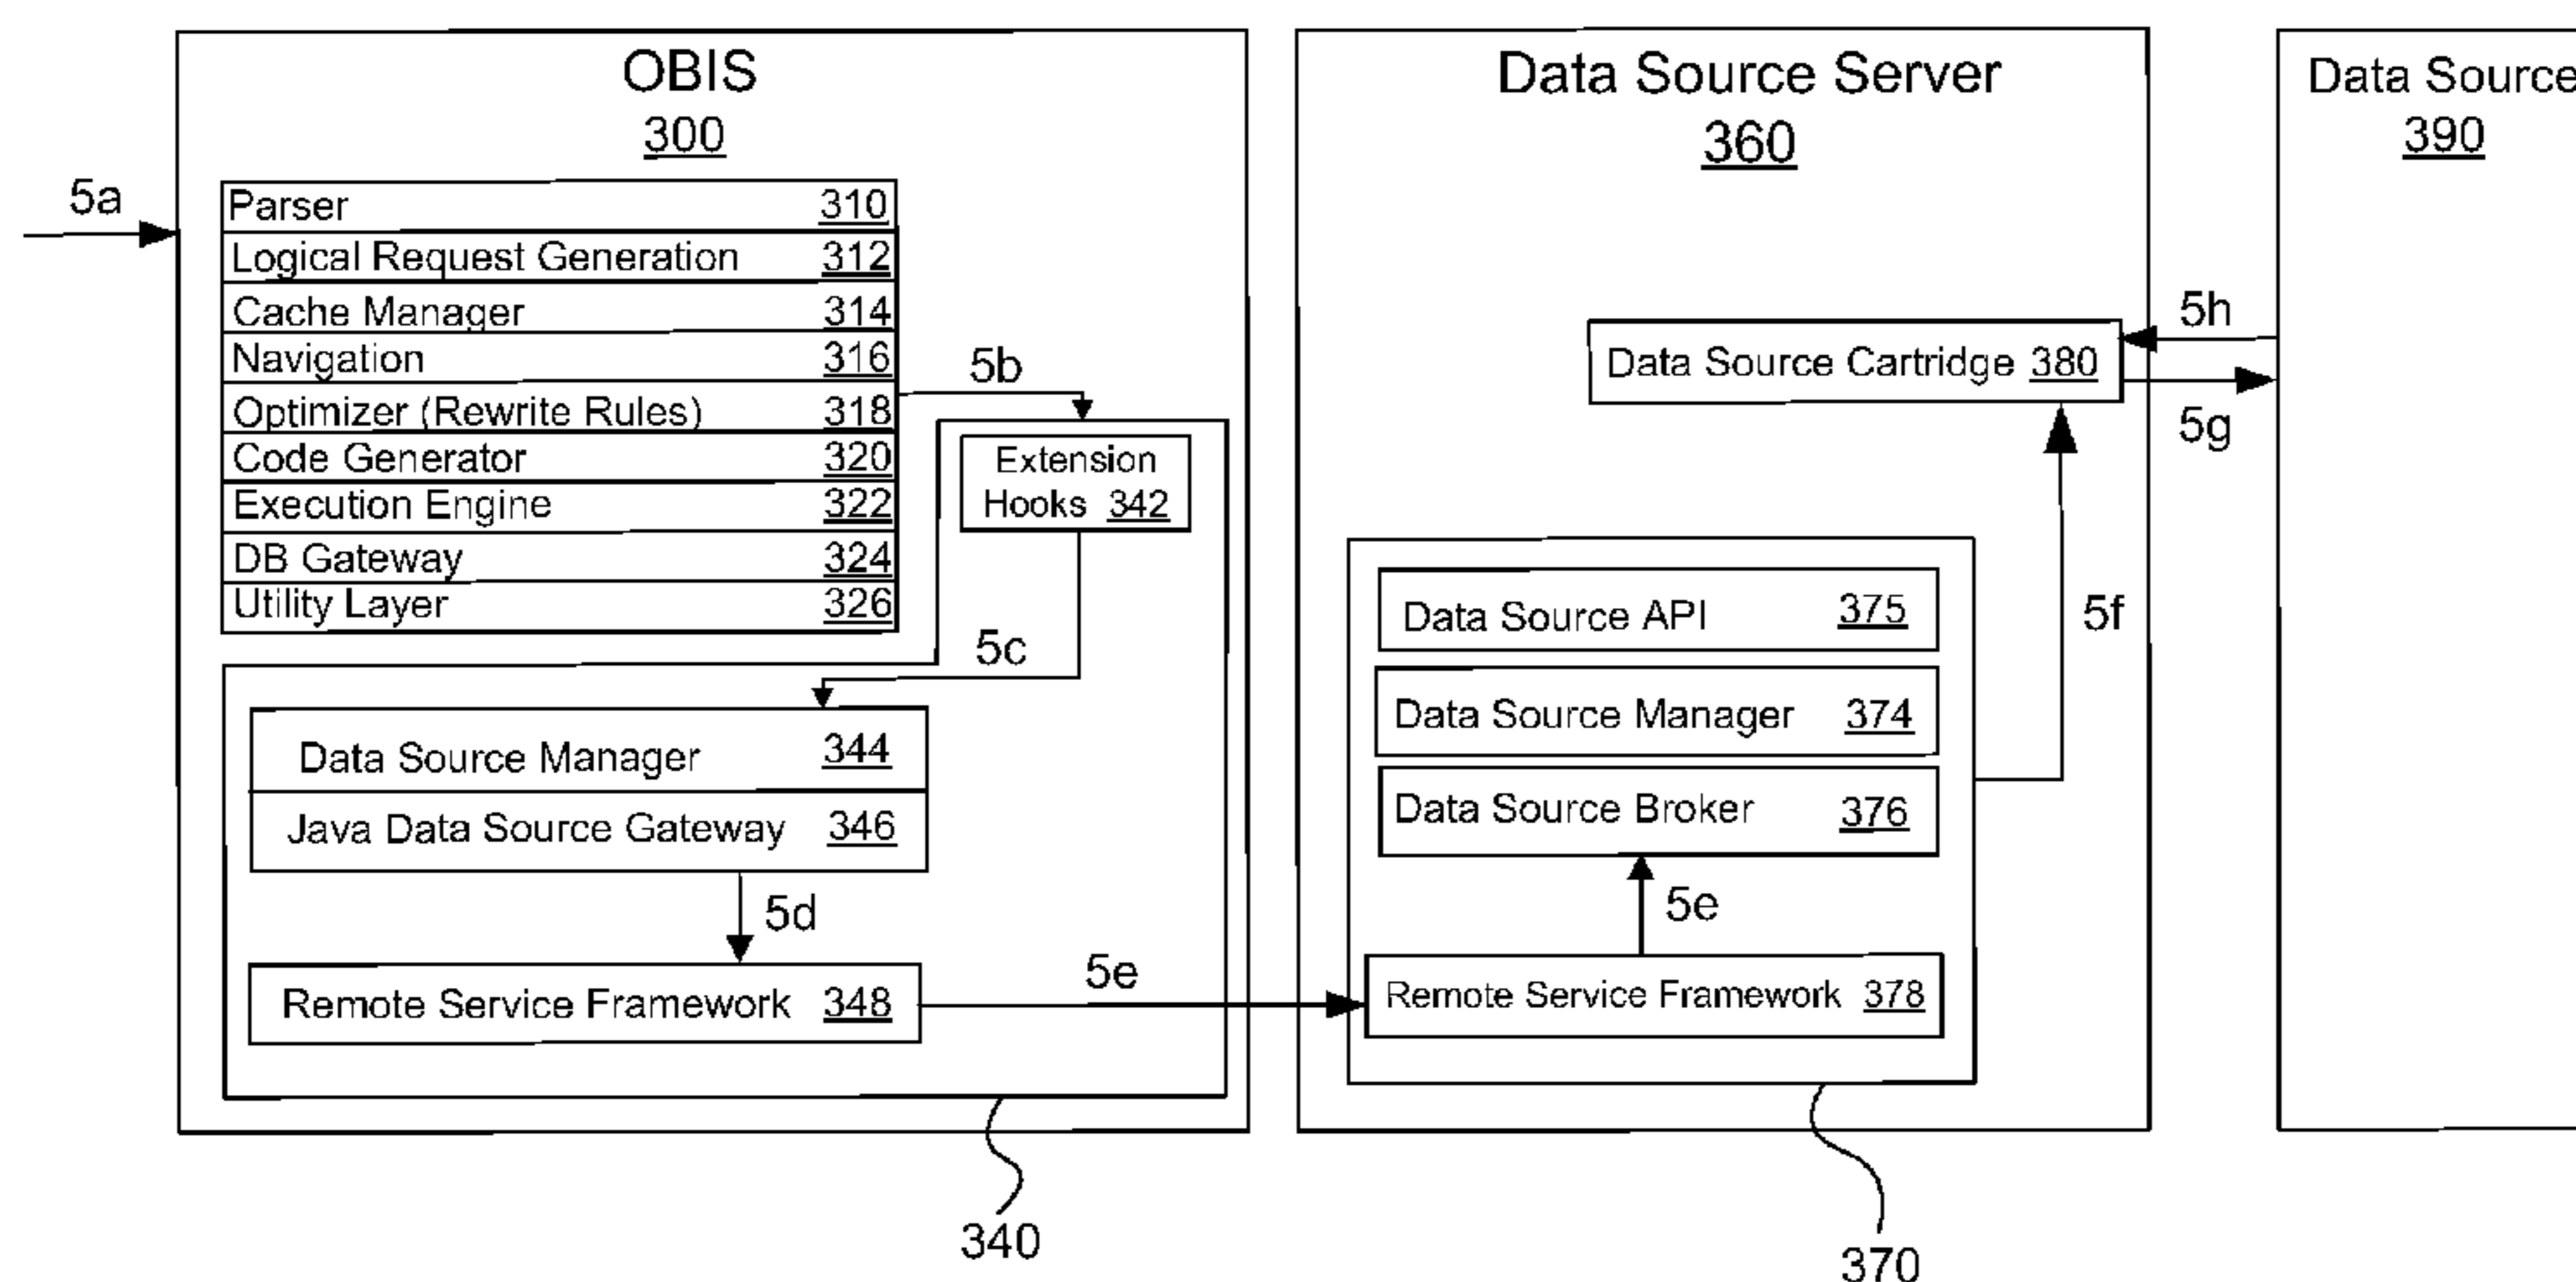 OBIS
300
5a
Parser 310
Logical Request Generation 312
Cache Manager 314
Navigation 316
Optimizer (Rewrite Rules) 318
Code Generator 320
Execution Engine 322
DB Gateway 324
Utility Layer 326
5b
Extension
Hooks 342
5c
Data Source Manager 344
Java Data Source Gateway 346
5d
Remote Service Framework 348
5e
340
Data Source Server
360
Data Source Cartridge 380
5h
5g
5f
Data Source API 375
Data Source Manager 374
Data Source Broker 376
5e
Remote Service Framework 378
370
Data Source
390